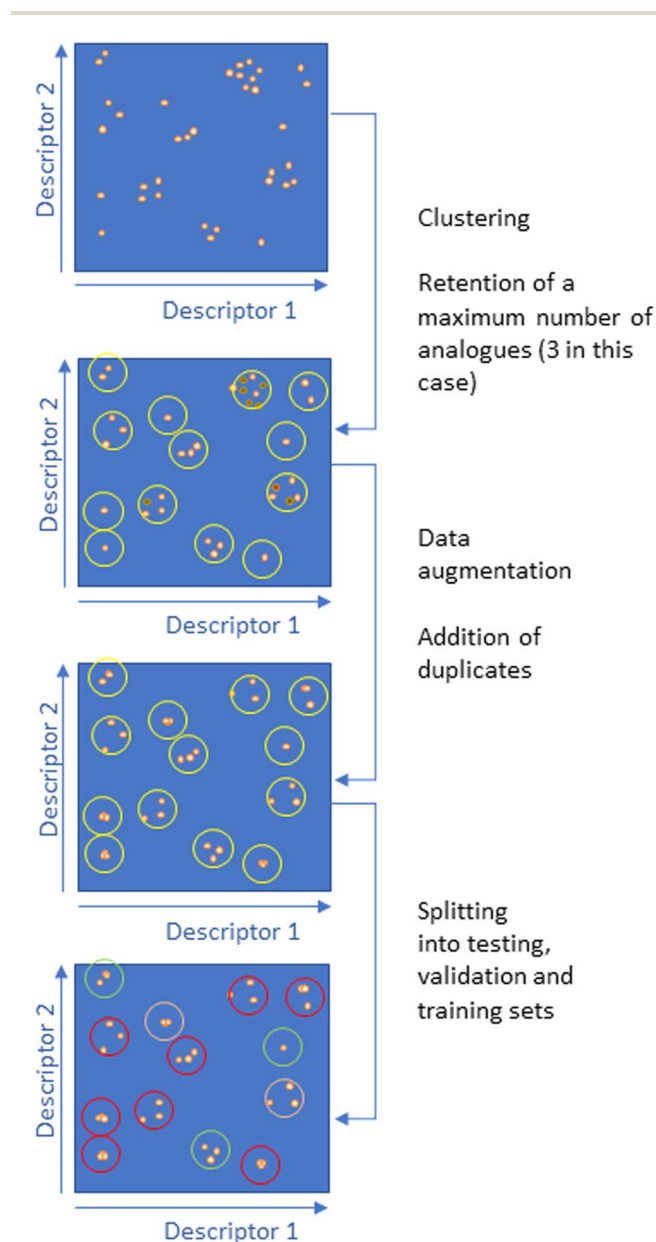 Descriptor 2
Descriptor 1
Clustering
Retention of a
maximum number of
analogues (3 in this
case)
Descriptor 2
Descriptor 1
Data
augmentation
Addition of
duplicates
Descriptor 2
Descriptor 1
Splitting
into testing,
validation and
training sets
Descriptor 2
Descriptor 1